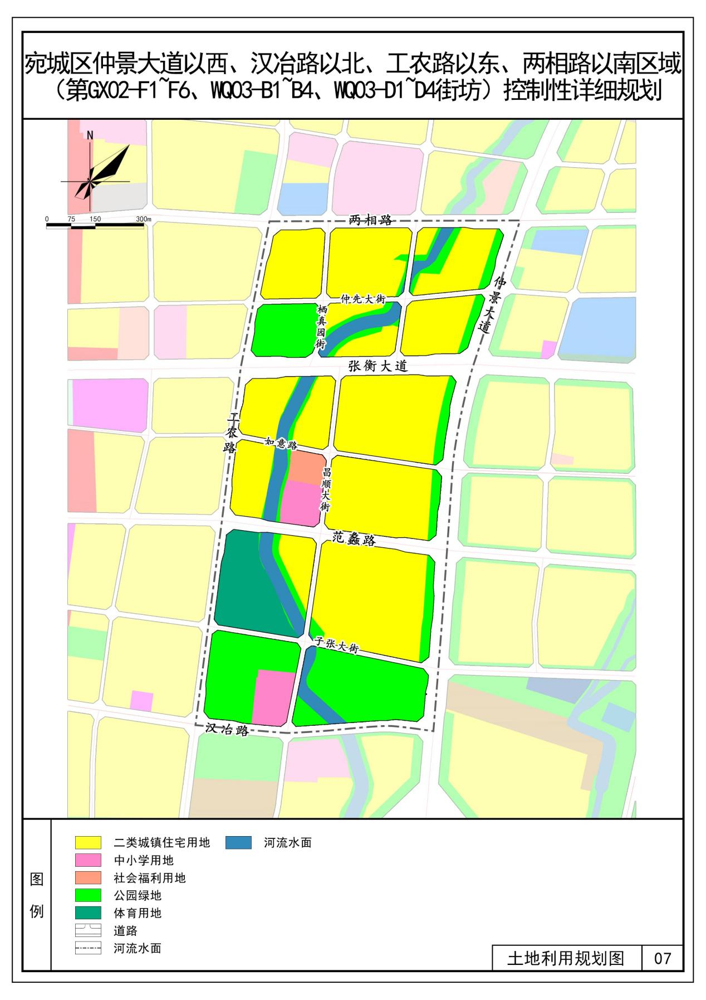 宛城区仲景大道以西、汉冶路以北、工农路以东、两相路以南区域
（第GX02-F1~F6、WQ03-B1~B4、WQ03-D1~D4街坊）控制性详细规划
N
0 75 150 300m
两相路
仲景大道
仲先大街
栖真园街
张衡大道
工农路
如意路
昌顺大街
范蠡路
子张大街
汉冶路
图例
二类城镇住宅用地
河流水面
中小学用地
社会福利用地
公园绿地
体育用地
道路
河流水面
土地利用规划图 07